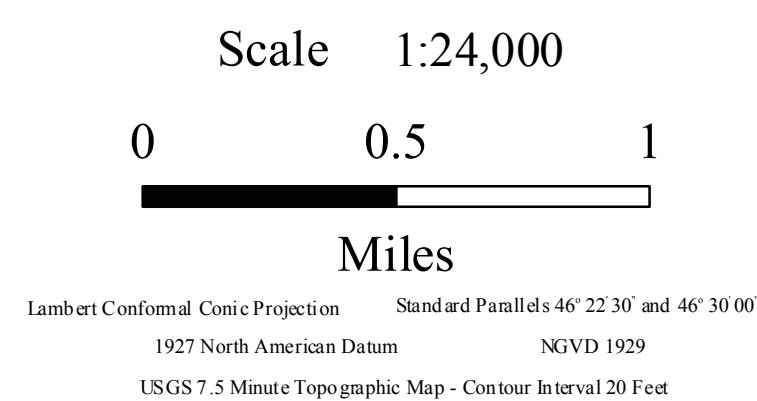 Scale 1:24,000
0 0.5 1
Miles
Lambert Conformal Conic Projection Standard Parallels 46° 22' 30" and 46° 30' 00'
1927 North American Datum NGVD 1929
USGS 7.5 Minute Topographic Map - Contour Interval 20 Feet